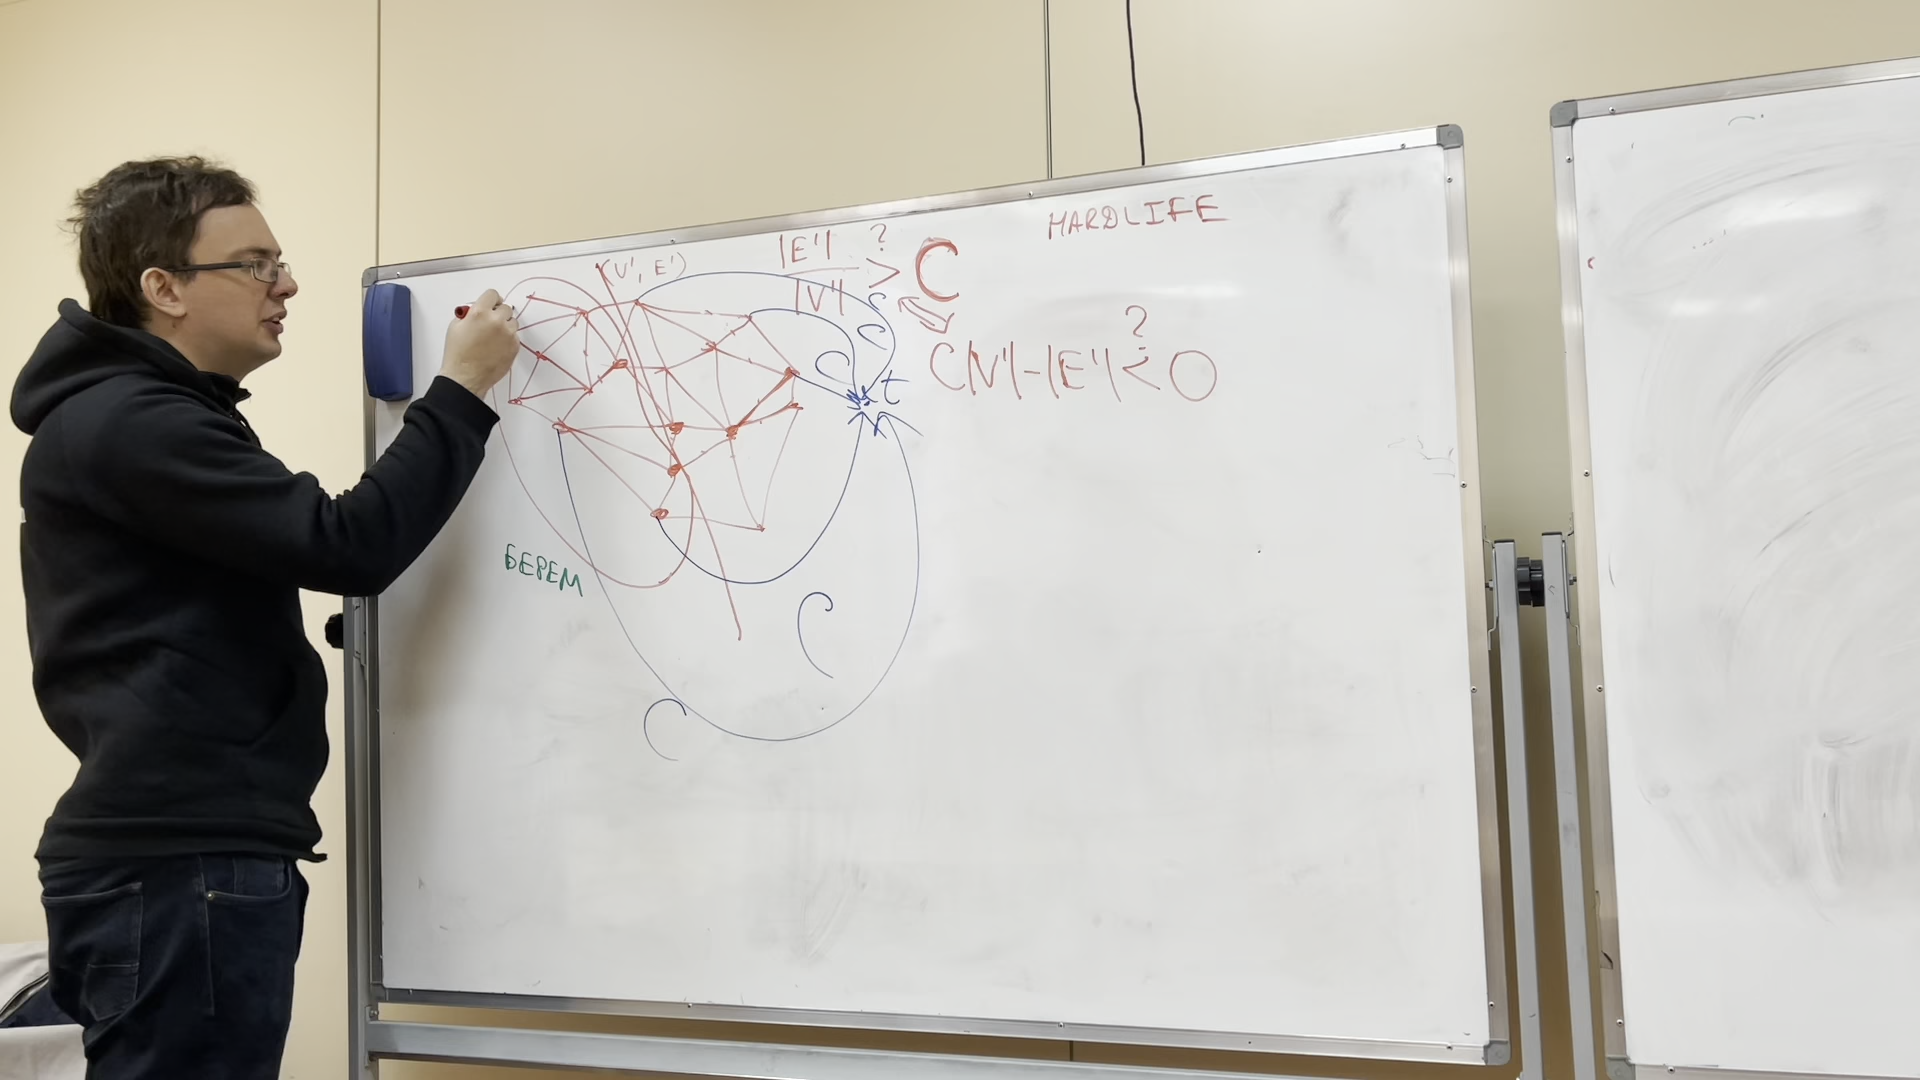 HARDLIFE
(V', E')
|E'| ? > C
|V'|
C
C
C
t
?
C|V'|-|E'| < 0
БЕРЕМ
C
C